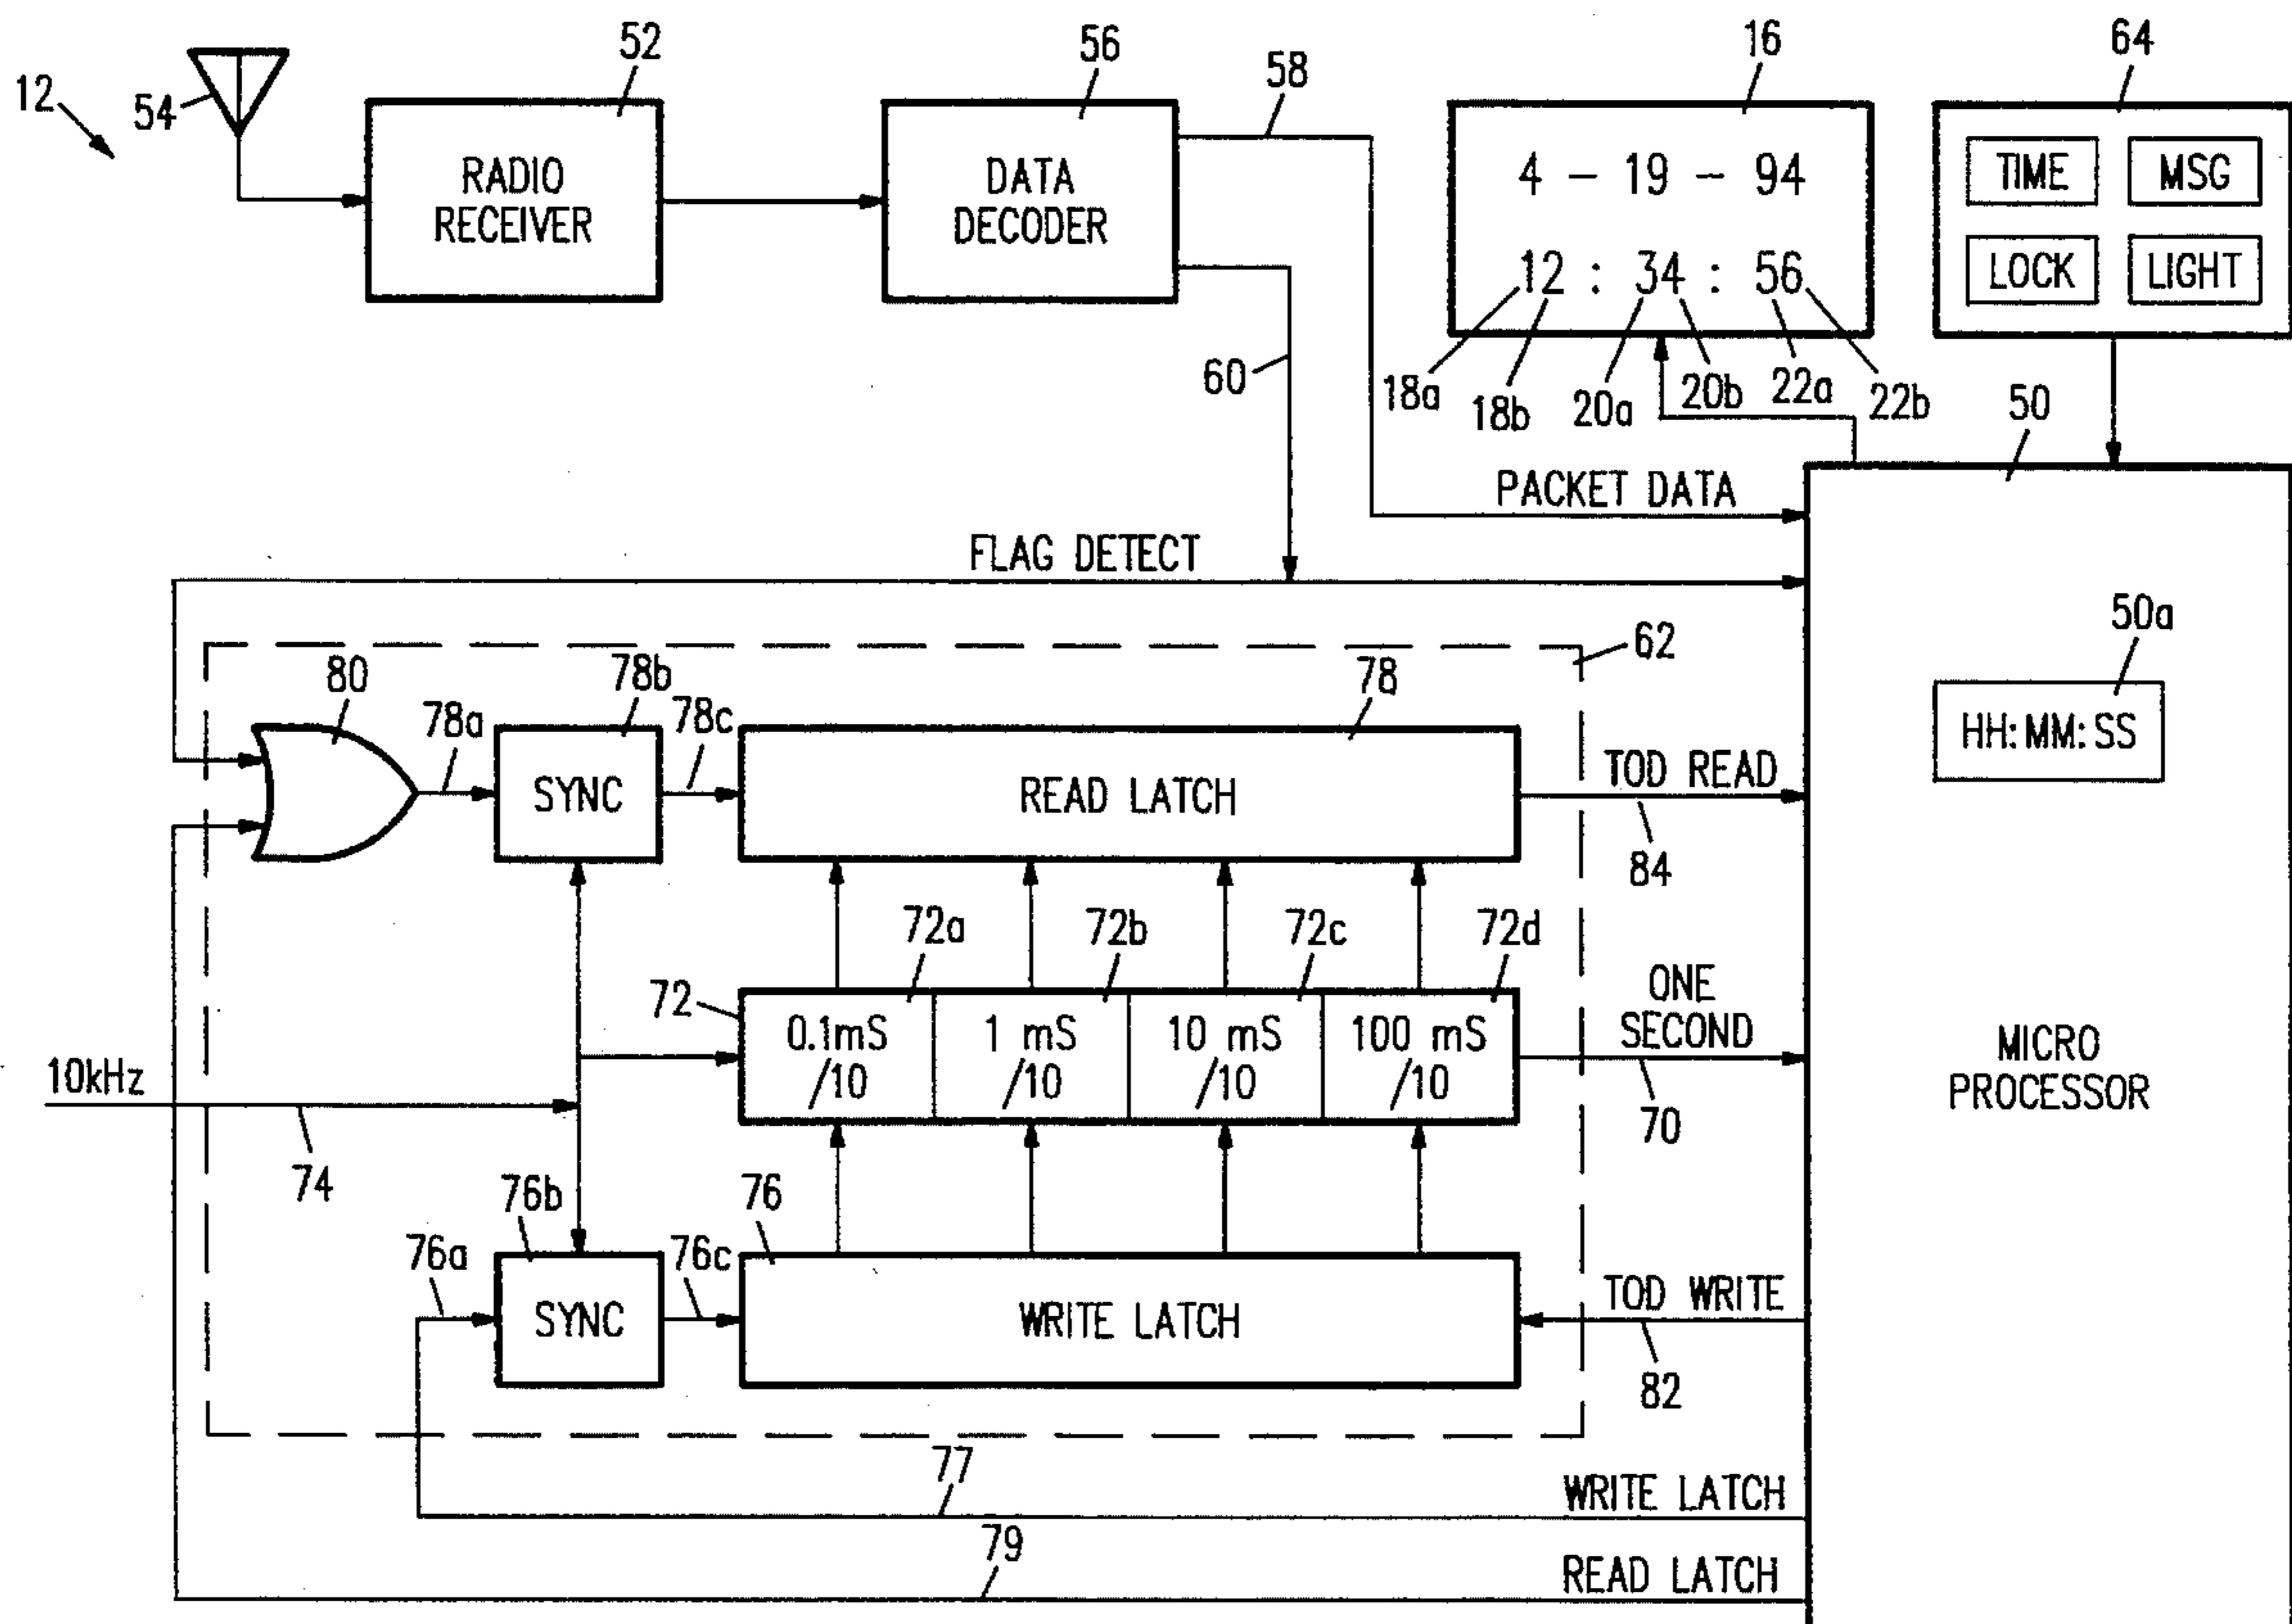 12
54
52
RADIO
RECEIVER
56
DATA
DECODER
58
60
16
4 - 19 - 94
12 : 34 : 56
18a
18b
20a
20b
22a
22b
64
TIME
MSG
LOCK
LIGHT
50
PACKET DATA
FLAG DETECT
50a
HH:MM:SS
MICRO
PROCESSOR
62
80
78a
78b
SYNC
78c
78
READ LATCH
TOD READ
84
72
72a
72b
72c
72d
0.1mS
/10
1 mS
/10
10 mS
/10
100 mS
/10
ONE
SECOND
70
10kHz
74
76a
76b
SYNC
76c
76
WRITE LATCH
TOD WRITE
82
77
WRITE LATCH
79
READ LATCH